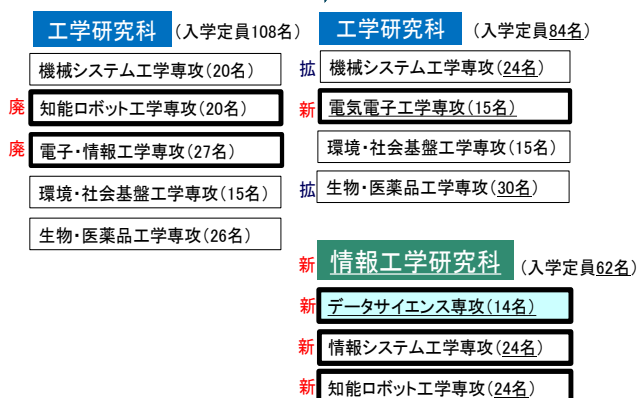 工学研究科 (入学定員108名)
機械システム工学専攻(20名)
廃 知能ロボット工学専攻(20名)
廃 電子・情報工学専攻(27名)
環境・社会基盤工学専攻(15名)
生物・医薬品工学専攻(26名)
工学研究科 (入学定員84名)
拡 機械システム工学専攻(24名)
新 電気電子工学専攻(15名)
環境・社会基盤工学専攻(15名)
拡 生物・医薬品工学専攻(30名)
新 情報工学研究科 (入学定員62名)
新 データサイエンス専攻(14名)
新 情報システム工学専攻(24名)
新 知能ロボット工学専攻(24名)